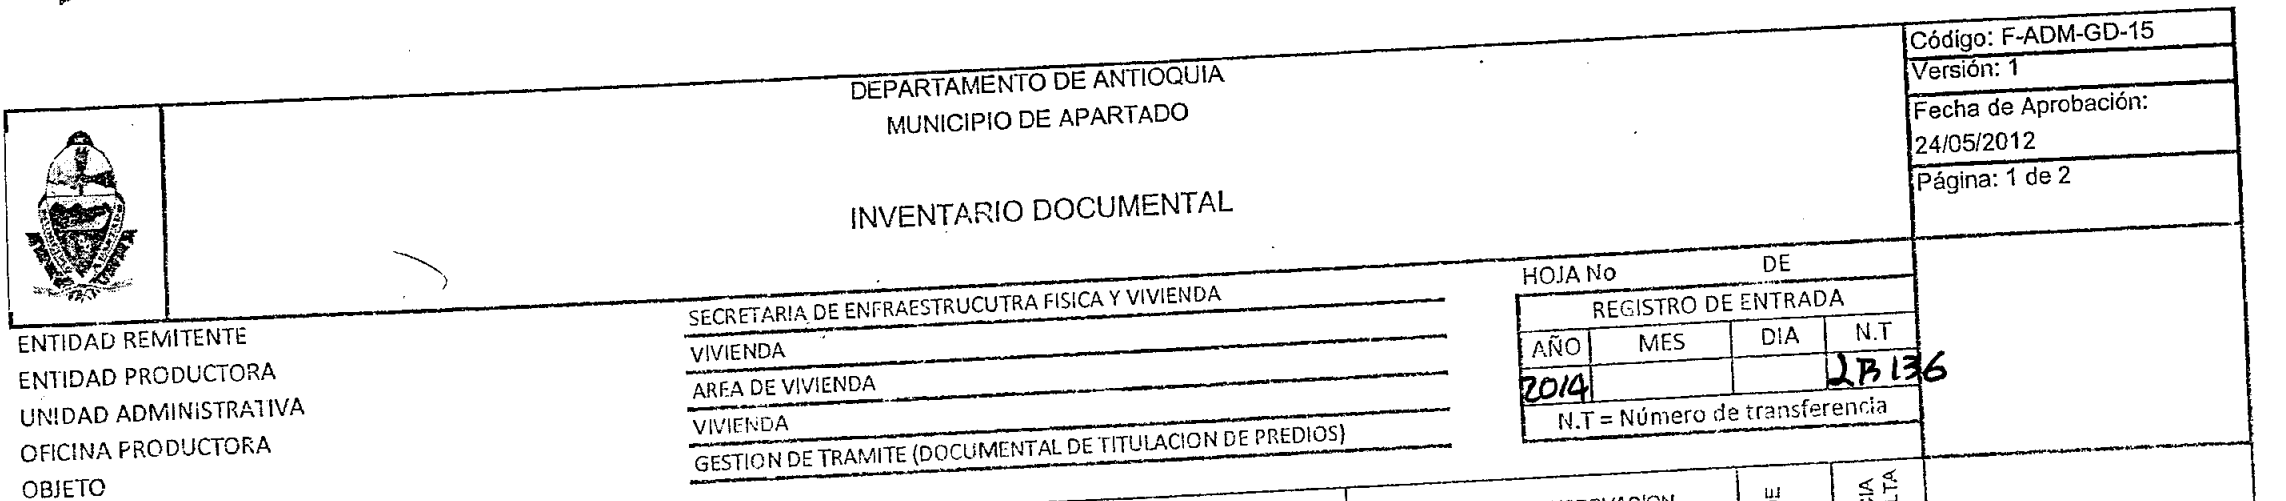 Código: F-ADM-GD-15
Versión: 1
Fecha de Aprobación:
24/05/2012
Página: 1 de 2
DEPARTAMENTO DE ANTIOQUIA
MUNICIPIO DE APARTADO
INVENTARIO DOCUMENTAL
HOJA No DE
REGISTRO DE ENTRADA
AÑO MES DIA N.T
2014 2B136
N.T = Número de transferencia
ENTIDAD REMITENTE SECRETARIA DE ENFRAESTRUCUTRA FISICA Y VIVIENDA
ENTIDAD PRODUCTORA VIVIENDA
UNIDAD ADMINISTRATIVA AREA DE VIVIENDA
OFICINA PRODUCTORA VIVIENDA
OBJETO GESTION DE TRAMITE (DOCUMENTAL DE TITULACION DE PREDIOS)